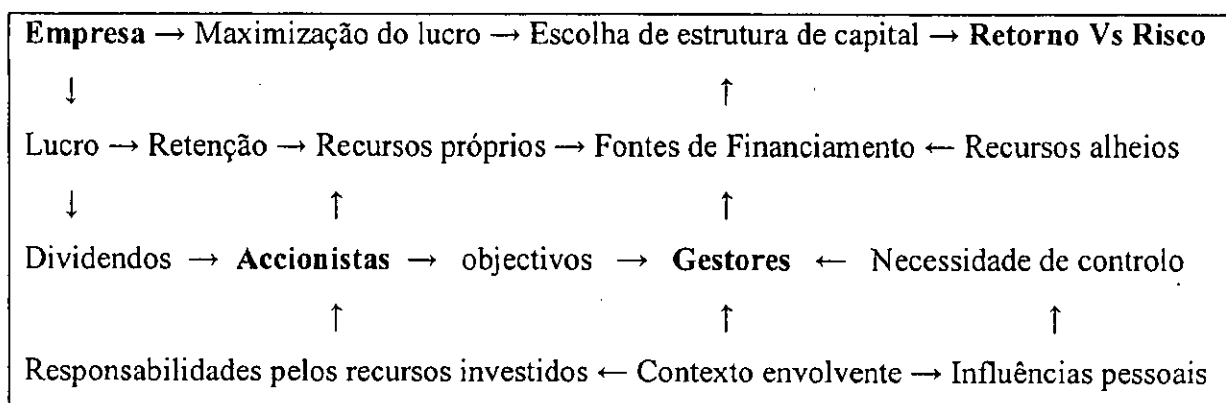 Empresa → Maximização do lucro → Escolha de estrutura de capital → Retorno Vs Risco
↓ ↑
Lucro → Retenção → Recursos próprios → Fontes de Financiamento ← Recursos alheios
↓ ↑ ↑
Dividendos → Accionistas → objectivos → Gestores ← Necessidade de controlo
↑ ↑ ↑
Responsabilidades pelos recursos investidos ← Contexto envolvente → Influências pessoais